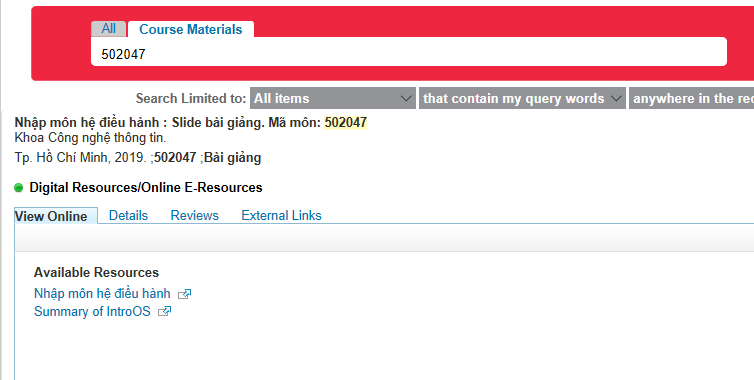 All Course Materials
502047
Search Limited to: All items that contain my query words anywhere in the
Nhập môn hệ điều hành : Slide bài giảng. Mã môn: 502047
Khoa Công nghệ thông tin.
Tp. Hồ Chí Minh, 2019. ;502047 ;Bài giảng
Digital Resources/Online E-Resources
View Online Details Reviews External Links
Available Resources
Nhập môn hệ điều hành
Summary of IntroOS